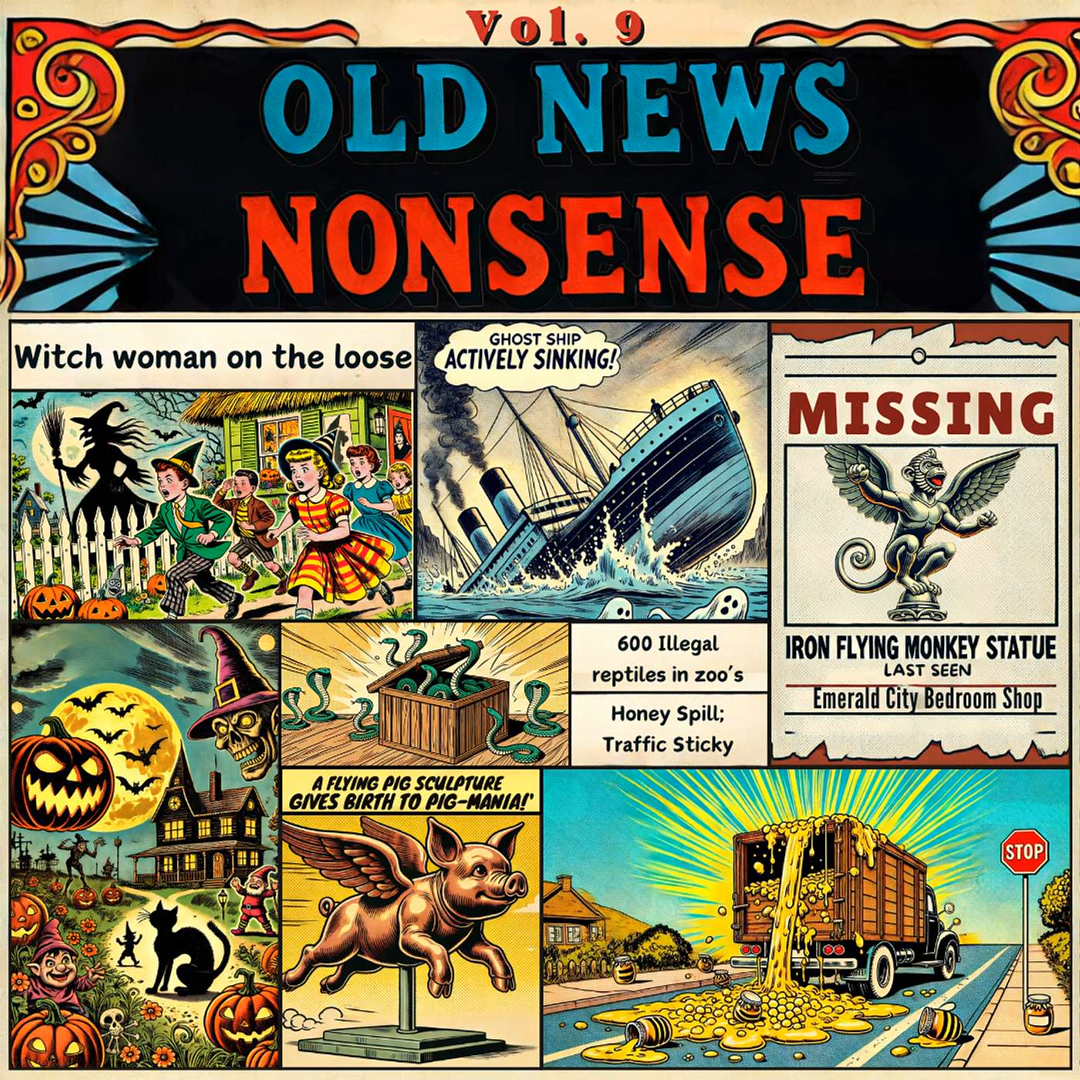 Vol. 9
OLD NEWS
NONSENSE
Witch woman on the loose
GHOST SHIP
ACTIVELY SINKING!
MISSING
IRON FLYING MONKEY STATUE
LAST SEEN
Emerald City Bedroom Shop
600 Illegal
reptiles in zoo's
Honey Spill;
Traffic Sticky
A FLYING PIG SCULPTURE
GIVES BIRTH TO PIG-MANIA!'
STOP